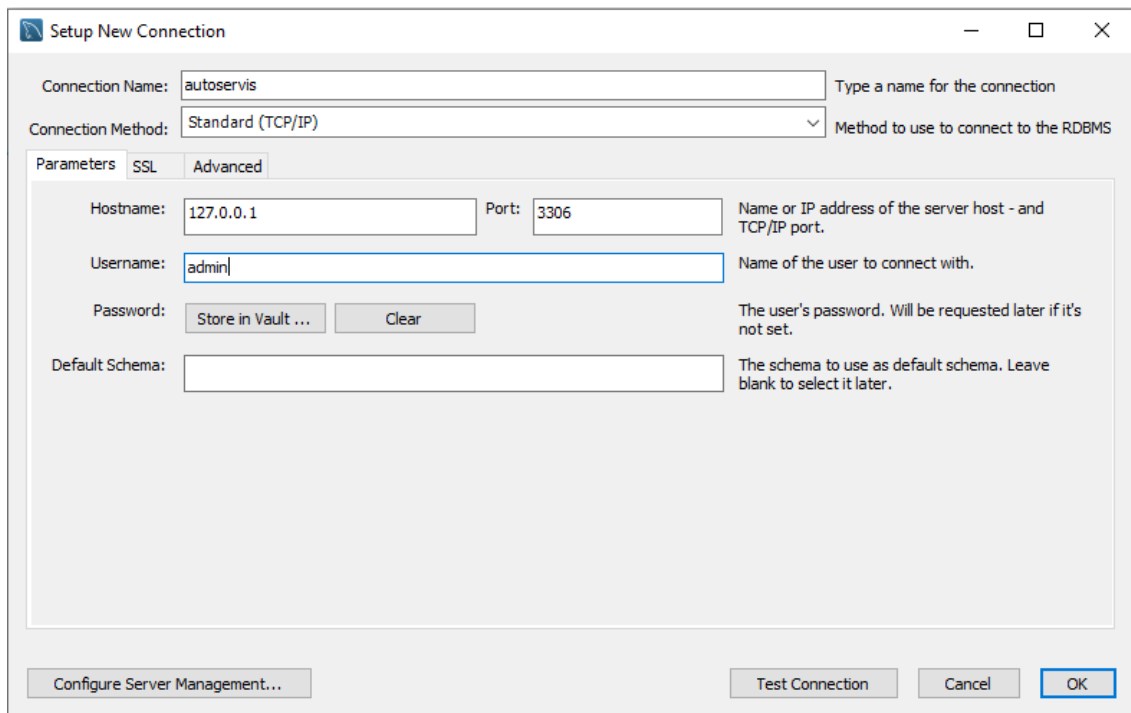 Setup New Connection
Connection Name: autoservis Type a name for the connection
Connection Method: Standard (TCP/IP) Method to use to connect to the RDBMS
Parameters SSL Advanced
Hostname: 127.0.0.1 Port: 3306 Name or IP address of the server host - and
TCP/IP port.
Username: admin Name of the user to connect with.
Password: Store in Vault ... Clear The user's password. Will be requested later if it's
not set.
Default Schema: The schema to use as default schema. Leave
blank to select it later.
Configure Server Management... Test Connection Cancel OK